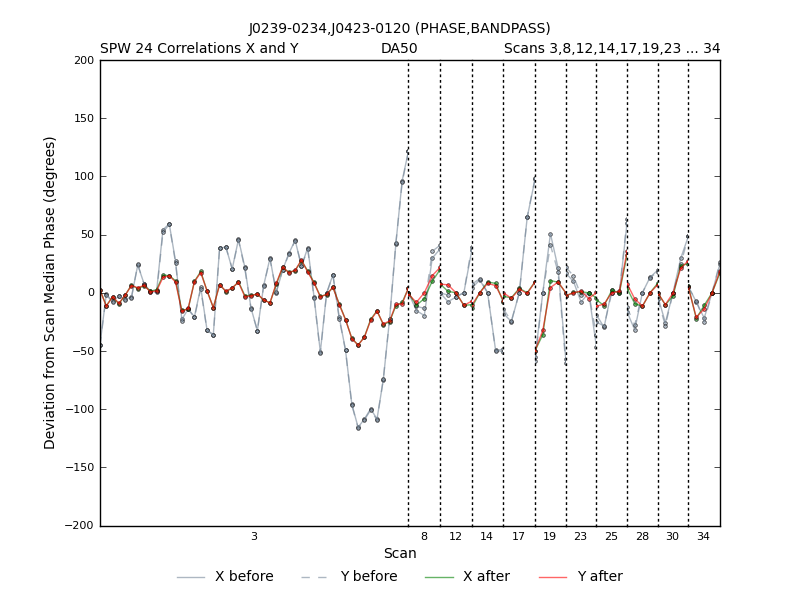 J0239-0234,J0423-0120 (PHASE,BANDPASS)
SPW 24 Correlations X and Y DA50 Scans 3,8,12,14,17,19,23 ... 34
Deviation from Scan Median Phase (degrees)
200
150
100
50
0
−50
−100
−150
−200
3 8 12 14 17 19 23 25 28 30 34
Scan
X before Y before X after Y after